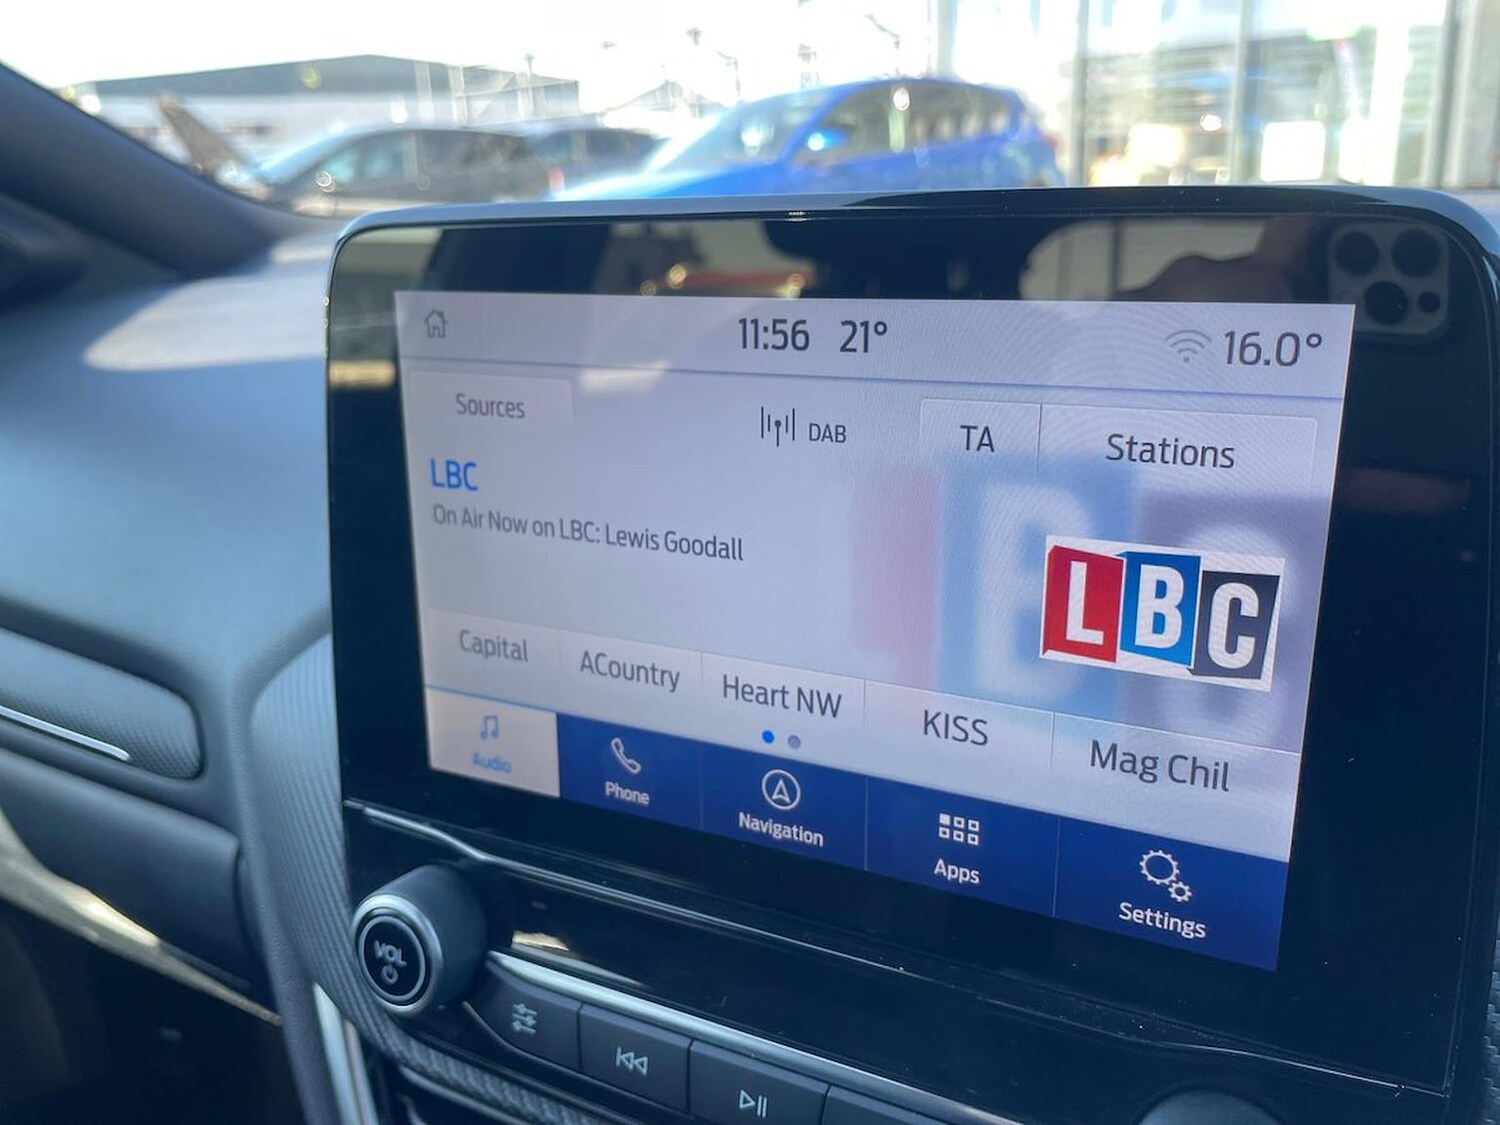 11:56 21° 16.0°
Sources DAB TA Stations
LBC
On Air Now on LBC: Lewis Goodall
LBC
Capital ACountry Heart NW KISS Mag Chil
Audio Phone Navigation Apps Settings
VOL